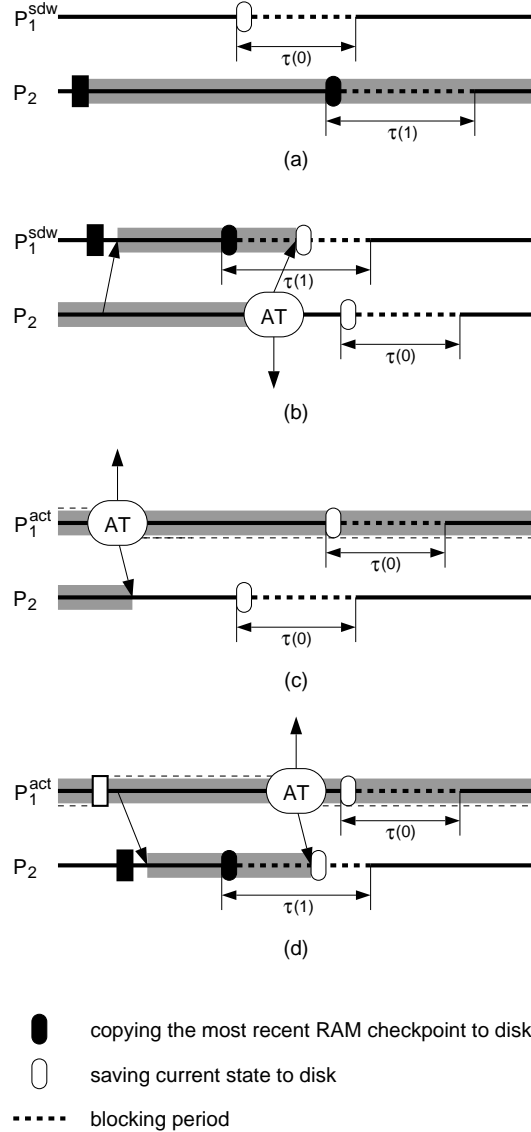 P₁ˢᵈʷ
τ(0)
P₂
τ(1)
(a)
P₁ˢᵈʷ
τ(1)
P₂
AT
τ(0)
(b)
P₁ᵃᶜᵗ
AT
τ(0)
P₂
τ(0)
(c)
P₁ᵃᶜᵗ
AT
τ(0)
P₂
τ(1)
(d)
copying the most recent RAM checkpoint to disk
saving current state to disk
blocking period